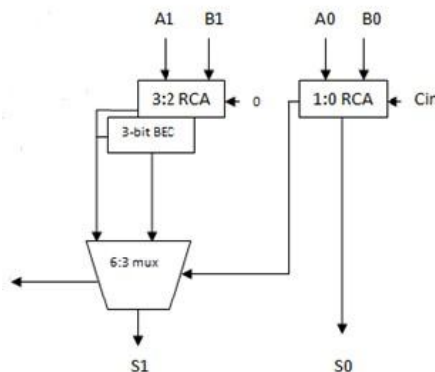 A1 B1 A0 B0
3:2 RCA 0 1:0 RCA Cin
3-bit BEC
6:3 mux
S1 S0